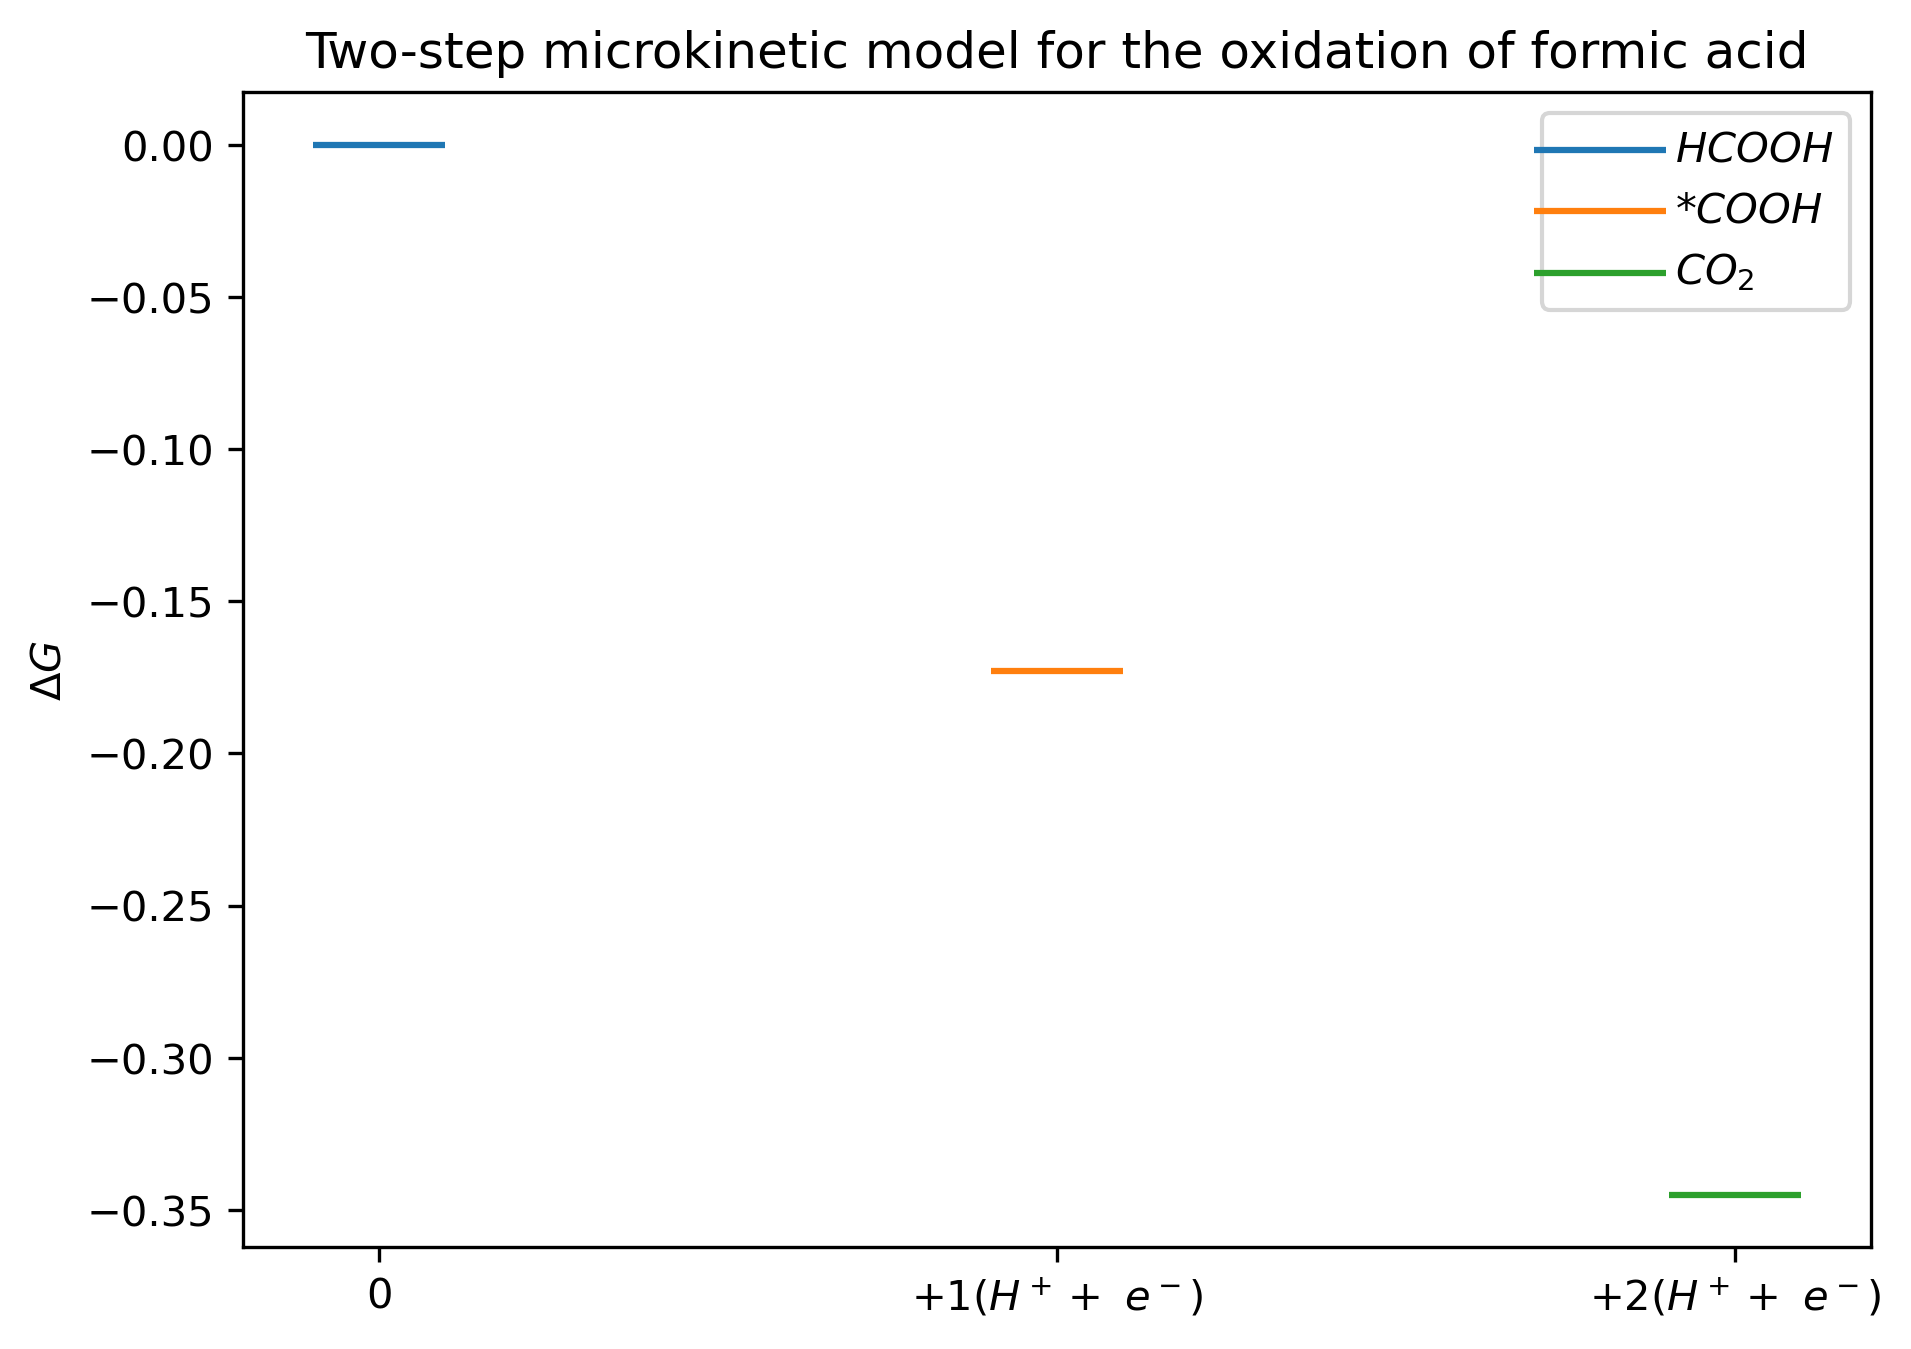 Two-step microkinetic model for the oxidation of formic acid
HCOOH
*COOH
CO₂
0.00
−0.05
−0.10
−0.15
−0.20
−0.25
−0.30
−0.35
ΔG
0
+1(H⁺ + e⁻)
+2(H⁺ + e⁻)